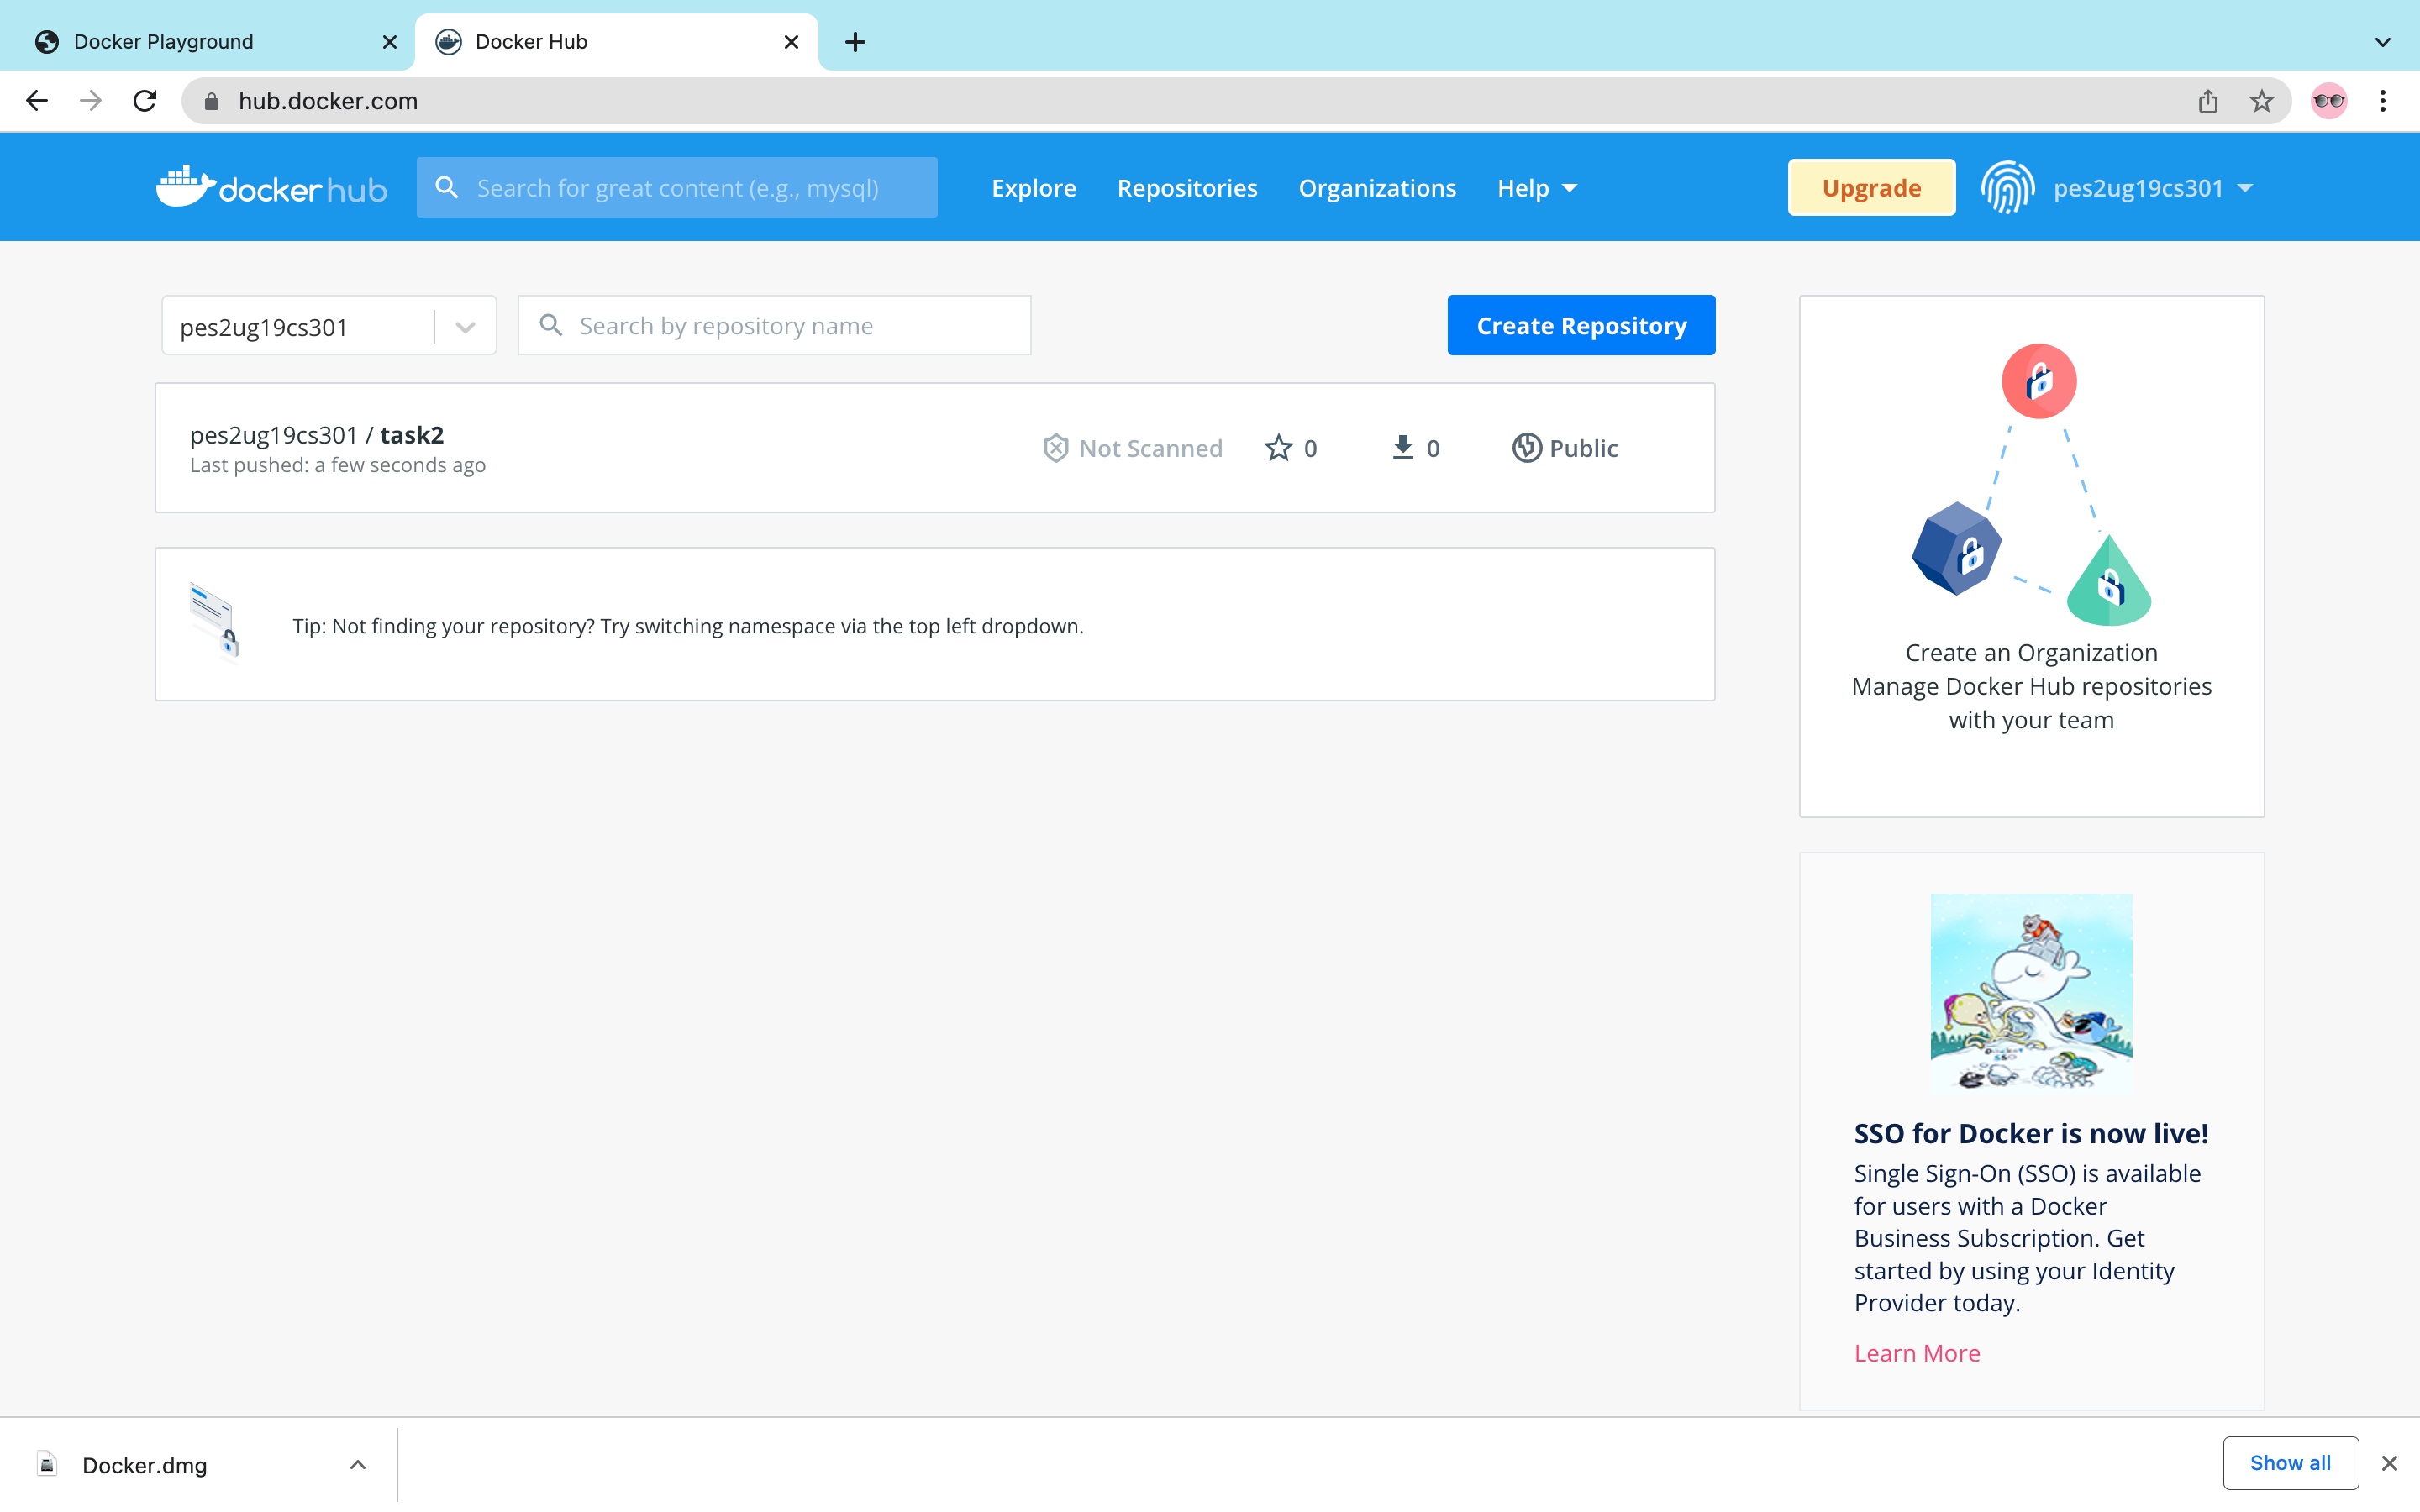 Docker Playground
Docker Hub
hub.docker.com
docker hub
Search for great content (e.g., mysql)
Explore
Repositories
Organizations
Help
Upgrade
pes2ug19cs301
pes2ug19cs301
Search by repository name
Create Repository
pes2ug19cs301 / task2
Last pushed: a few seconds ago
Not Scanned
0
0
Public
Tip: Not finding your repository? Try switching namespace via the top left dropdown.
Create an Organization
Manage Docker Hub repositories
with your team
Docker
SSO
SSO for Docker is now live!
Single Sign-On (SSO) is available
for users with a Docker
Business Subscription. Get
started by using your Identity
Provider today.
Learn More
Docker.dmg
Show all